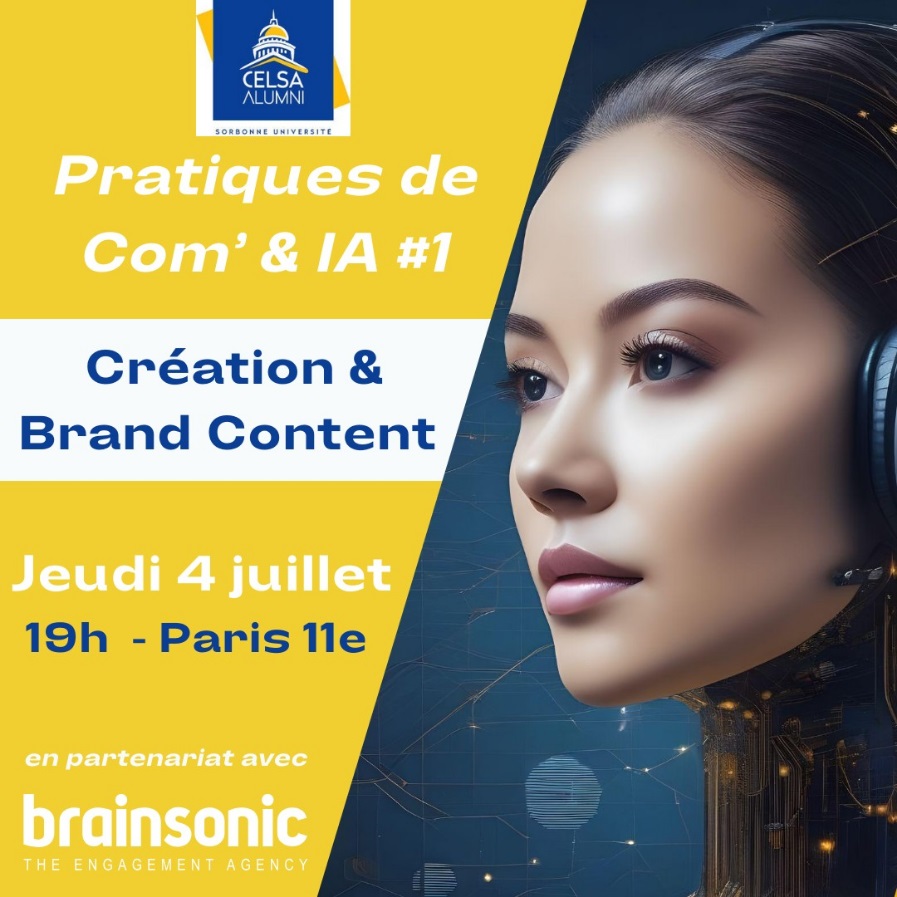 CELSA
ALUMNI
SORBONNE UNIVERSITÉ
Pratiques de
Com’ & IA #1
Création &
Brand Content
Jeudi 4 juillet
19h - Paris 11e
en partenariat avec
brainsonic
THE ENGAGEMENT AGENCY